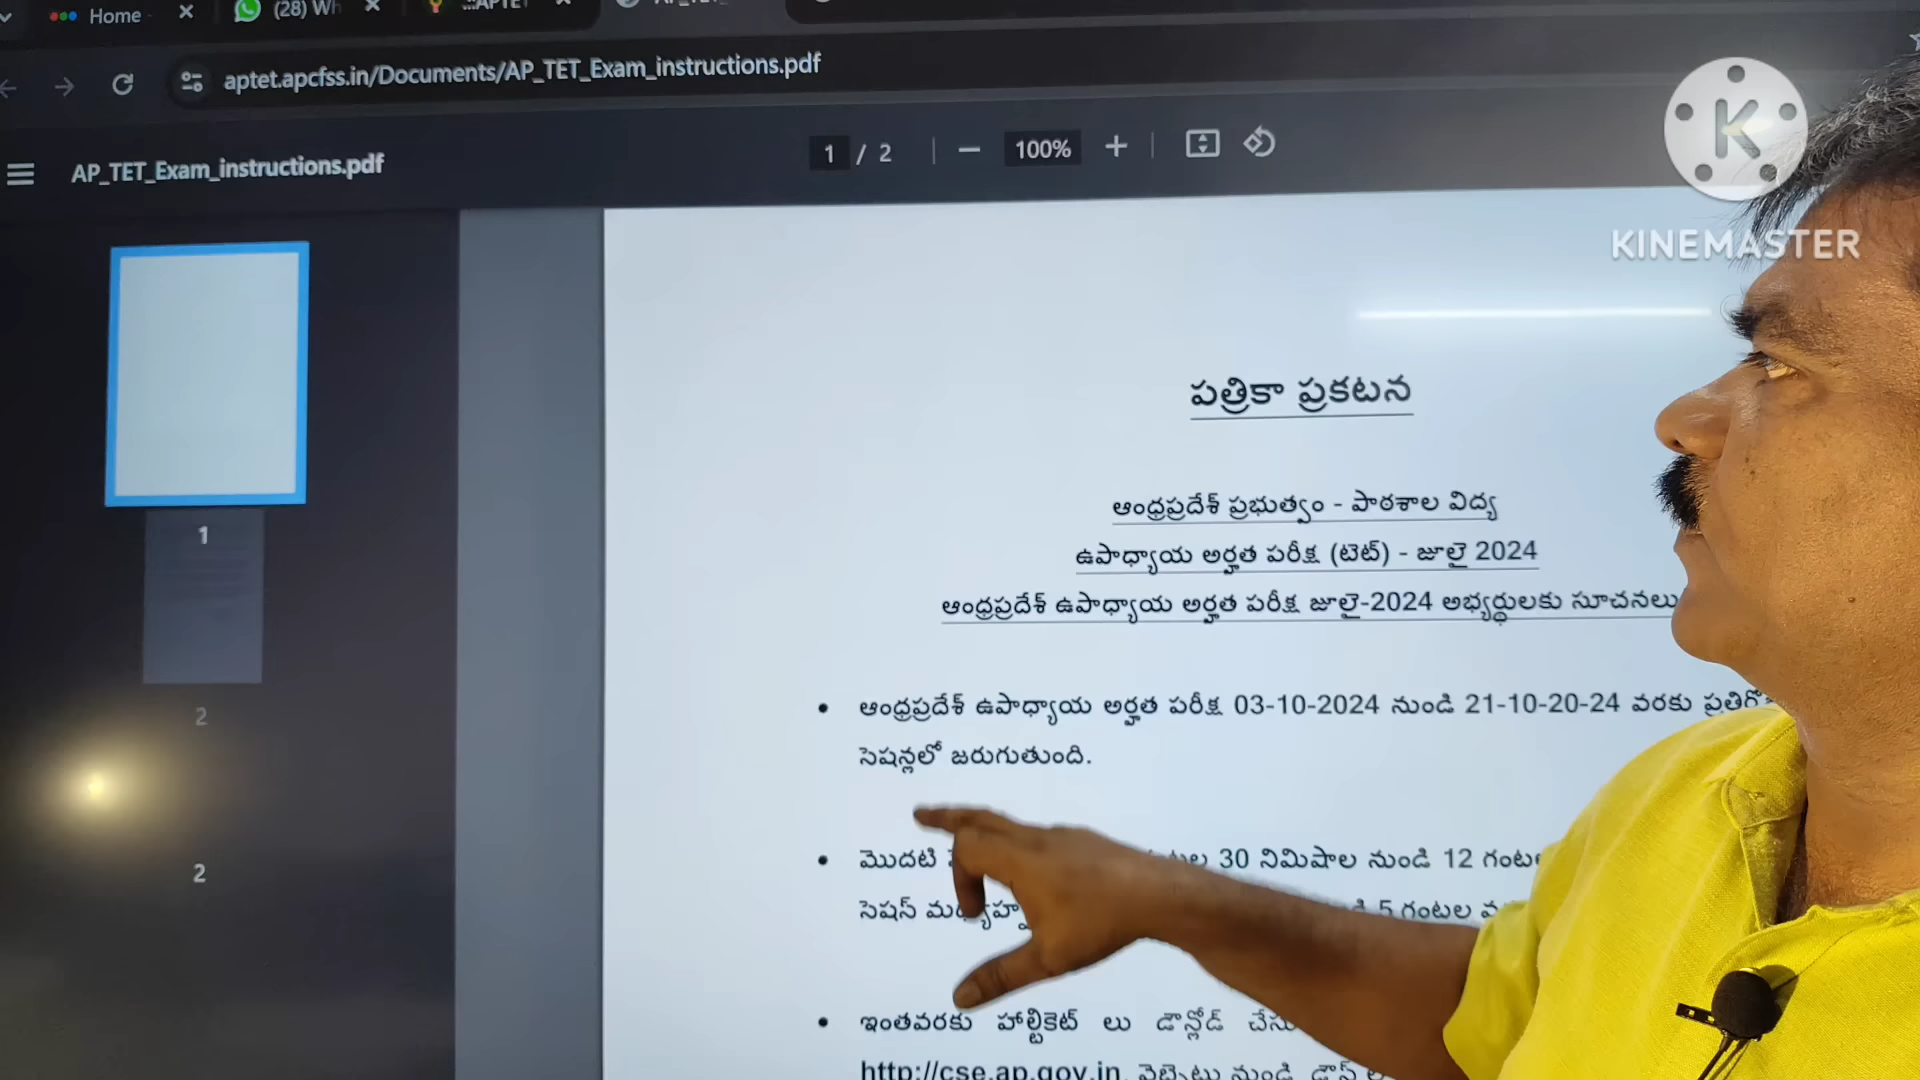 Home
(28) Wh
APTET
aptet.apcfss.in/Documents/AP_TET_Exam_instructions.pdf
AP_TET_Exam_instructions.pdf
1 / 2
100%
K
KINEMASTER
1
2
2
పత్రికా ప్రకటన
ఆంధ్రప్రదేశ్ ప్రభుత్వం - పాఠశాల విద్య
ఉపాధ్యాయ అర్హత పరీక్ష (టెట్) - జూలై 2024
ఆంధ్రప్రదేశ్ ఉపాధ్యాయ అర్హత పరీక్ష జూలై-2024 అభ్యర్థులకు సూచనలు
• ఆంధ్రప్రదేశ్ ఉపాధ్యాయ అర్హత పరీక్ష 03-10-2024 నుండి 21-10-20-24 వరకు
సెషన్లలో జరుగుతుంది.
• మొదటి 30 నిమిషాల నుండి 12
సెషస్ 5 గంటల
• ఇంతవరకు హాల్టికెట్ లు డౌన్లోడ్
http://cse.ap.gov.in నుండి